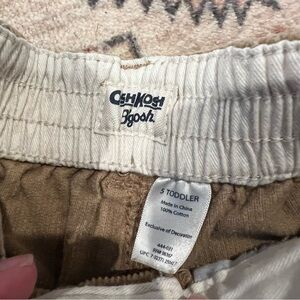 OSHKOSH
B'gosh.
5 TODDLER
Made in China
100% Cotton
Exclusive of Decoration